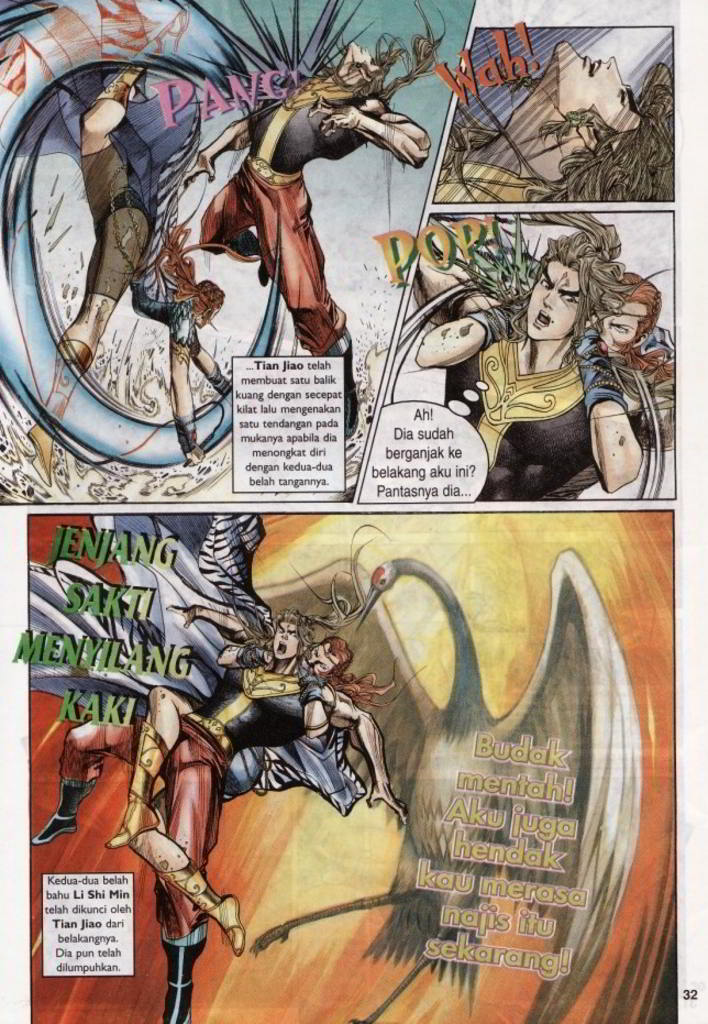 PANG!
Wah!
POP!
...Tian Jiao telah
membuat satu balik
kuang dengan secepat
kilat lalu mengenakan
satu tendangan pada
mukanya apabila dia
menongkat diri
dengan kedua-dua
belah tangannya.
Ah!
Dia sudah
berganjak ke
belakang aku ini?
Pantasnya dia...
JENJANG
SAKTI
MENYILANG
KAKI
Budak
mentah!
Aku juga
hendak
kau merasa
najis itu
sekarang!
Kedua-dua belah
bahu Li Shi Min
telah dikunci oleh
Tian Jiao dari
belakangnya.
Dia pun telah
dilumpuhkan.
32